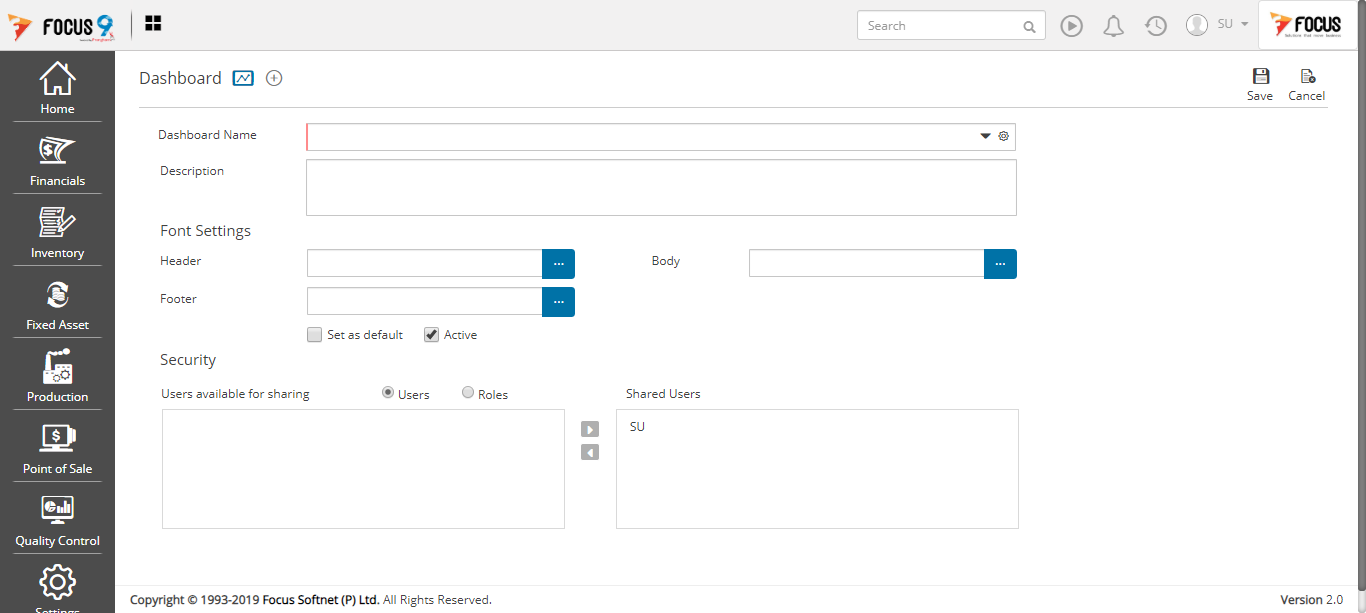 FOCUS 9
Search
SU
FOCUS
Home
Financials
Inventory
Fixed Asset
Production
Point of Sale
Quality Control
Settings
Dashboard
Save
Cancel
Dashboard Name
Description
Font Settings
Header
...
Body
...
Footer
...
Set as default
Active
Security
Users available for sharing
Users
Roles
Shared Users
SU
Copyright © 1993-2019 Focus Softnet (P) Ltd. All Rights Reserved.
Version 2.0